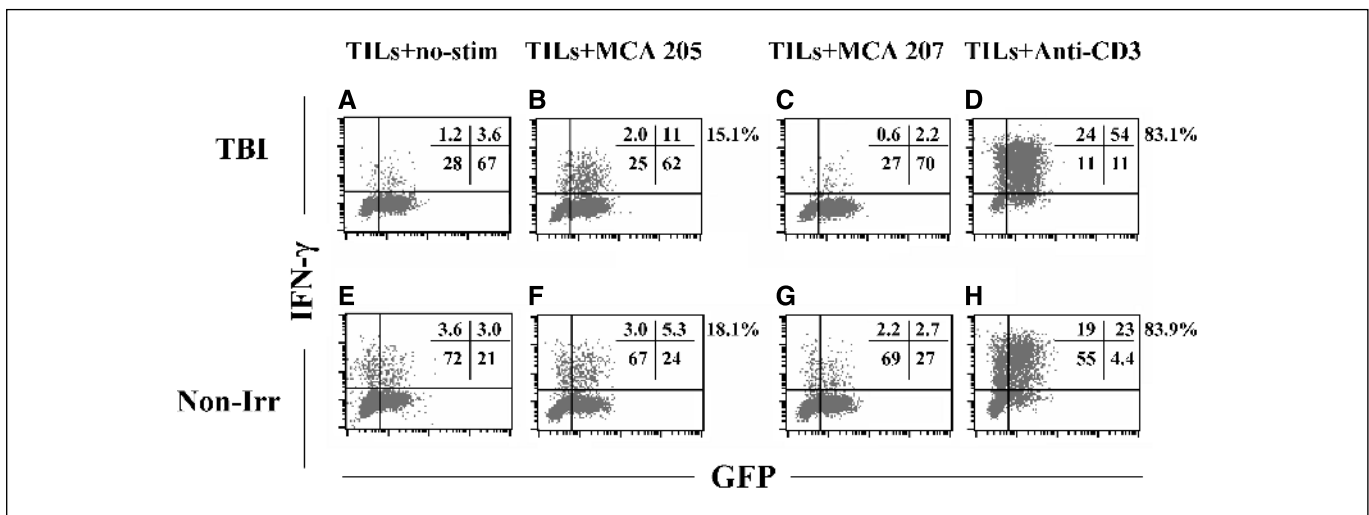 TILs+no-stim TILs+MCA 205 TILs+MCA 207 TILs+Anti-CD3
A B C D
TBI
1.2 3.6 2.0 11 15.1% 0.6 2.2 24 54 83.1%
28 67 25 62 27 70 11 11
IFN-γ
E F G H
Non-Irr
3.6 3.0 3.0 5.3 18.1% 2.2 2.7 19 23 83.9%
72 21 67 24 69 27 55 4.4
GFP